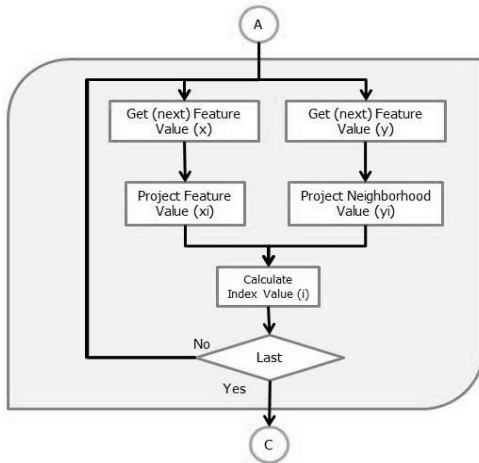 A
Get (next) Feature
Value (x)
Get (next) Feature
Value (y)
Project Feature
Value (xi)
Project Neighborhood
Value (yi)
Calculate
Index Value (i)
No
Last
Yes
C